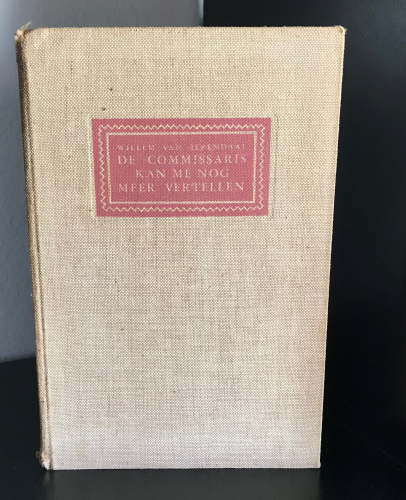 WILLEM VAN IEPENDAAL
DE COMMISSARIS
KAN ME NOG
MEER VERTELLEN